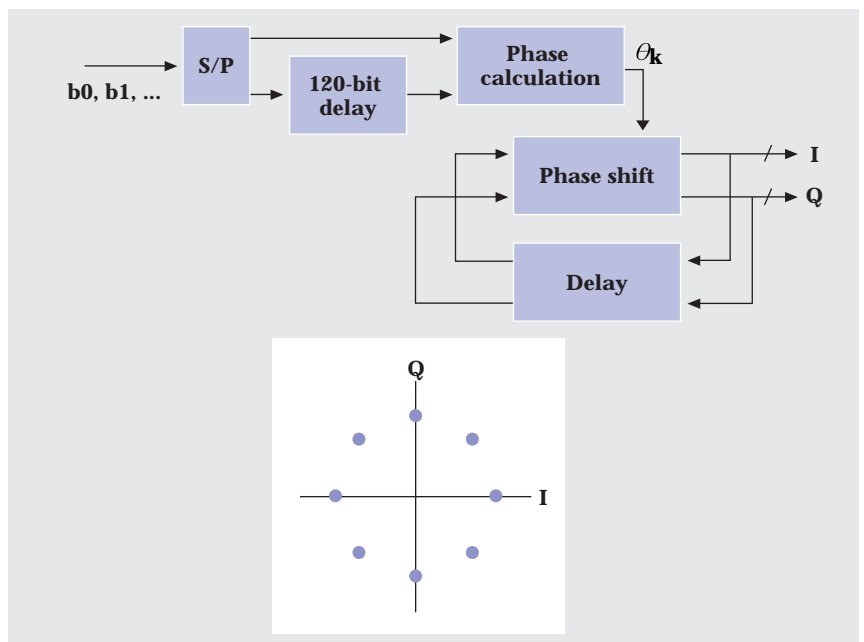 S/P
b0, b1, ...
120-bit
delay
Phase
calculation
θk
Phase shift
I
Q
Delay
Q
I